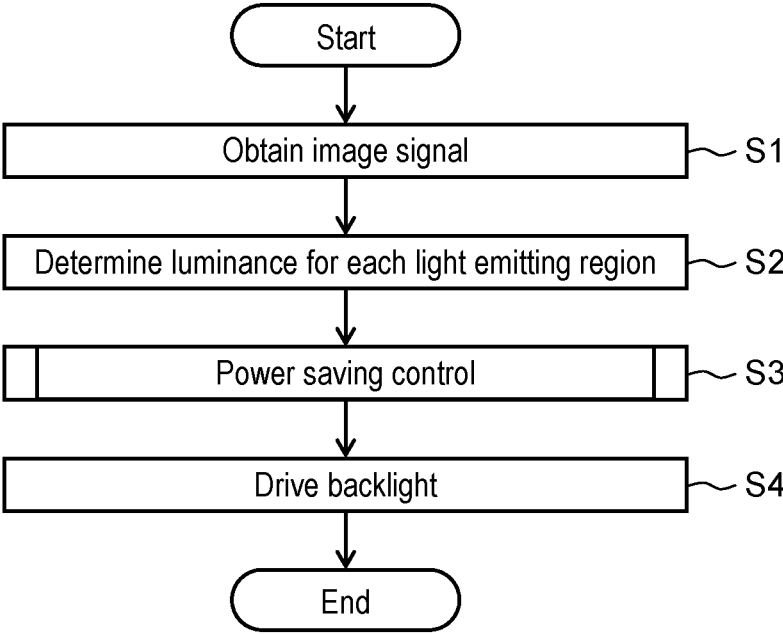 Start
Obtain image signal S1
Determine luminance for each light emitting region S2
Power saving control S3
Drive backlight S4
End